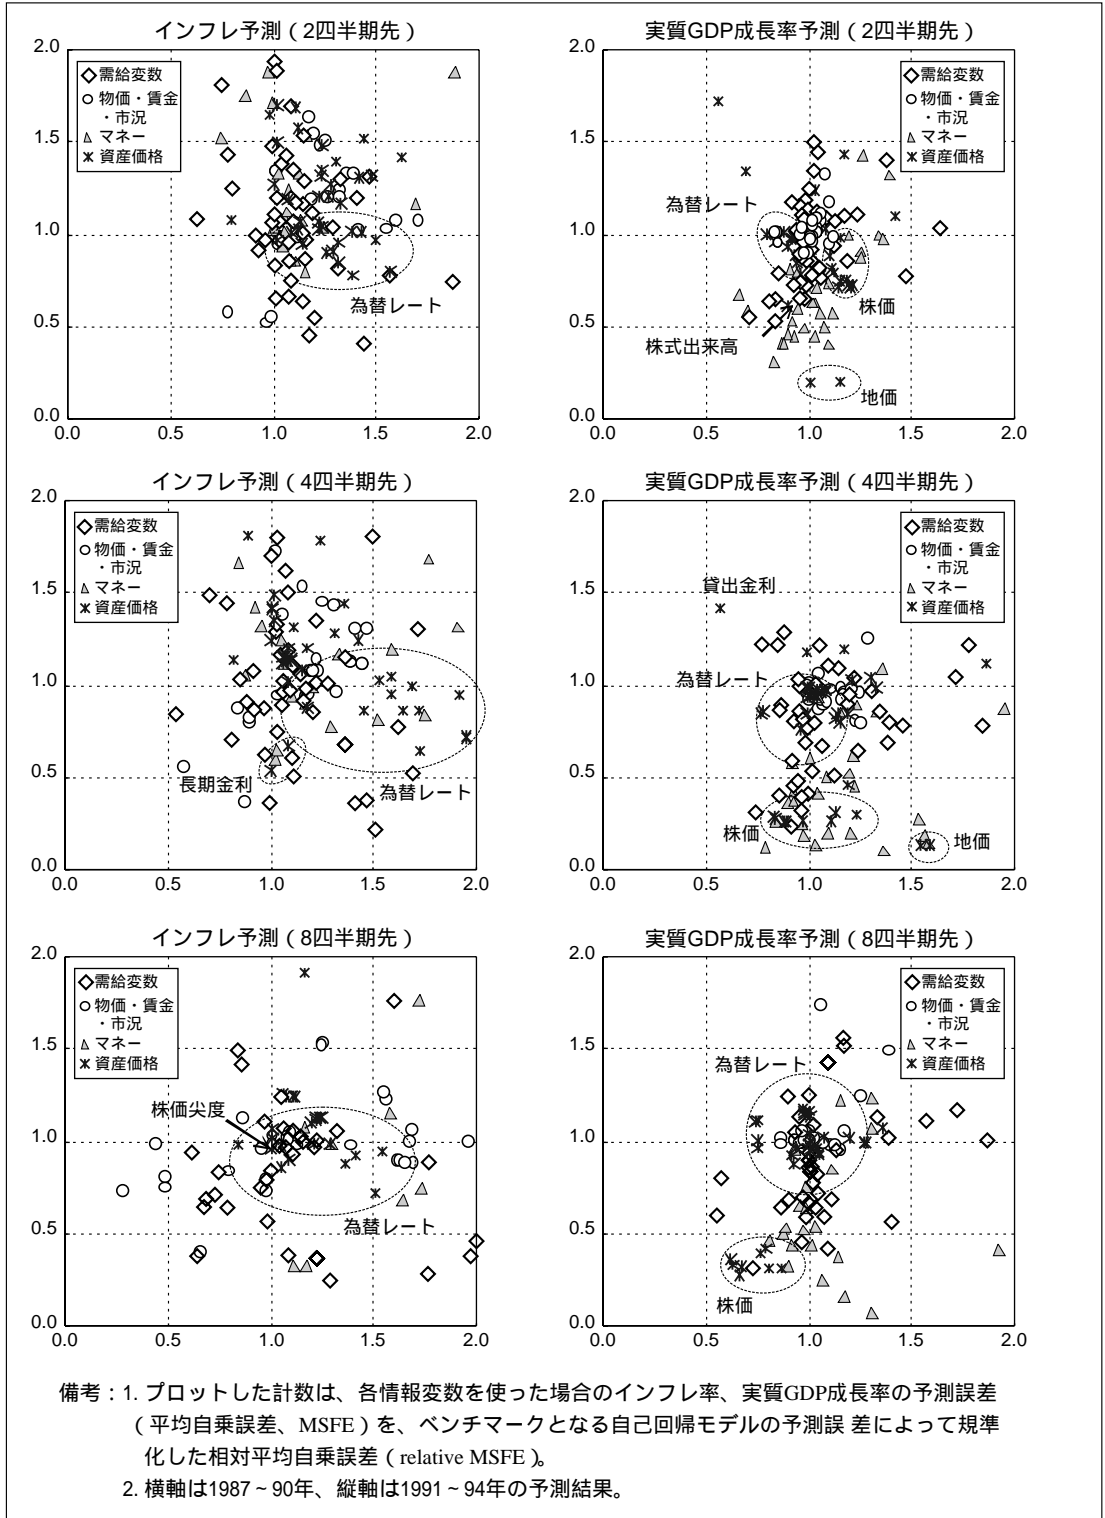 インフレ予測（2四半期先）
2.0
1.5
1.0
0.5
0.0
0.0 0.5 1.0 1.5 2.0
需給変数
物価・賃金
・市況
マネー
資産価格
為替レート
実質GDP成長率予測（2四半期先）
2.0
1.5
1.0
0.5
0.0
0.0 0.5 1.0 1.5 2.0
需給変数
物価・賃金
・市況
マネー
資産価格
為替レート
株価
株式出来高
地価
インフレ予測（4四半期先）
2.0
1.5
1.0
0.5
0.0
0.0 0.5 1.0 1.5 2.0
需給変数
物価・賃金
・市況
マネー
資産価格
長期金利
為替レート
実質GDP成長率予測（4四半期先）
2.0
1.5
1.0
0.5
0.0
0.0 0.5 1.0 1.5 2.0
需給変数
物価・賃金
・市況
マネー
資産価格
貸出金利
為替レート
株価
地価
インフレ予測（8四半期先）
2.0
1.5
1.0
0.5
0.0
0.0 0.5 1.0 1.5 2.0
需給変数
物価・賃金
・市況
マネー
資産価格
株価尖度
為替レート
実質GDP成長率予測（8四半期先）
2.0
1.5
1.0
0.5
0.0
0.0 0.5 1.0 1.5 2.0
需給変数
物価・賃金
・市況
マネー
資産価格
為替レート
株価
備考：1. プロットした計数は、各情報変数を使った場合のインフレ率、実質GDP成長率の予測誤差
（平均自乗誤差、MSFE）を、ベンチマークとなる自己回帰モデルの予測誤 差によって規準
化した相対平均自乗誤差（relative MSFE）。
2. 横軸は1987～90年、縦軸は1991～94年の予測結果。